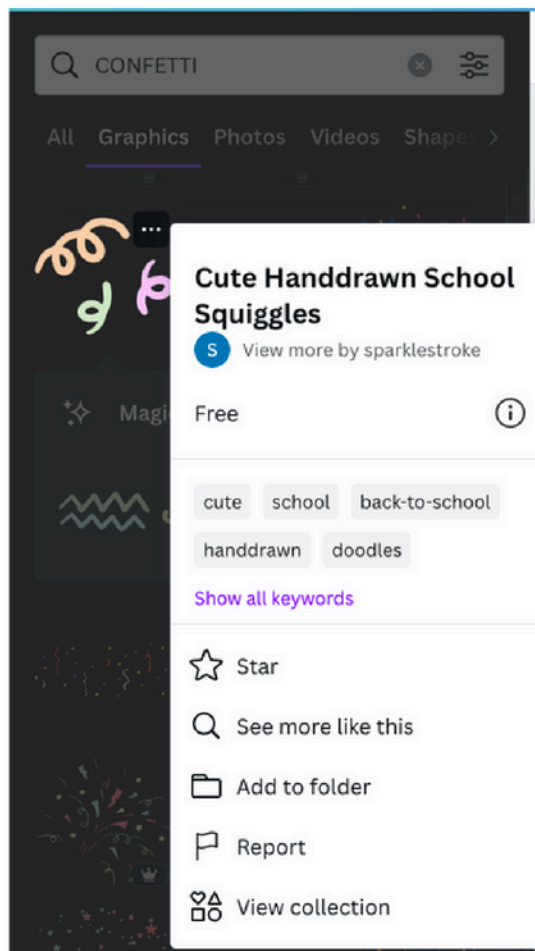 CONFETTI
All Graphics Photos Videos Shapes
Cute Handdrawn School
Squiggles
S View more by sparklestroke
Magi
Free
cute school back-to-school
handdrawn doodles
Show all keywords
Star
See more like this
Add to folder
Report
View collection